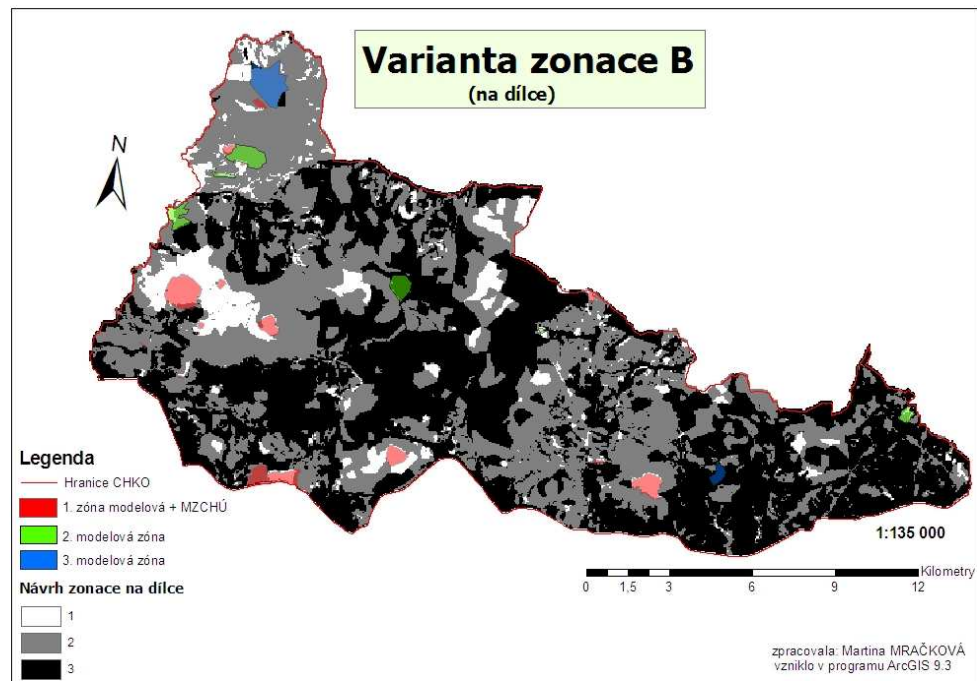 Varianta zonace B
(na dílce)
N
Legenda
Hranice CHKO
1. zóna modelová + MZCHÚ
2. modelová zóna
3. modelová zóna
Návrh zonace na dílce
1
2
3
1:135 000
Kilometry
0 1,5 3 6 9 12
zpracovala: Martina MRAČKOVÁ
vzniklo v programu ArcGIS 9.3